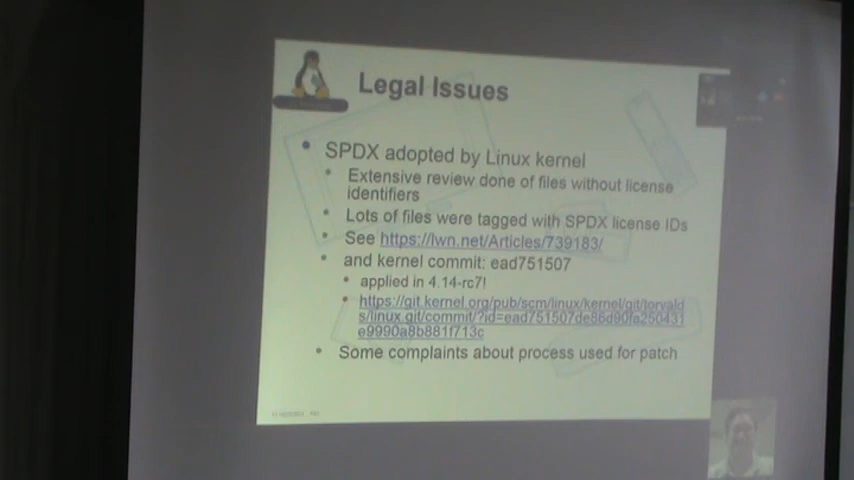 Legal Issues
SPDX adopted by Linux kernel
Extensive review done of files without license
identifiers
Lots of files were tagged with SPDX license IDs
See https://lwn.net/Articles/739183/
and kernel commit: ead751507
applied in 4.14-rc7!
https://git.kernel.org/pub/scm/linux/kernel/git/torvald
s/linux.git/commit/?id=ead751507de86d90fa250431
e9990a8b881f713c
Some complaints about process used for patch